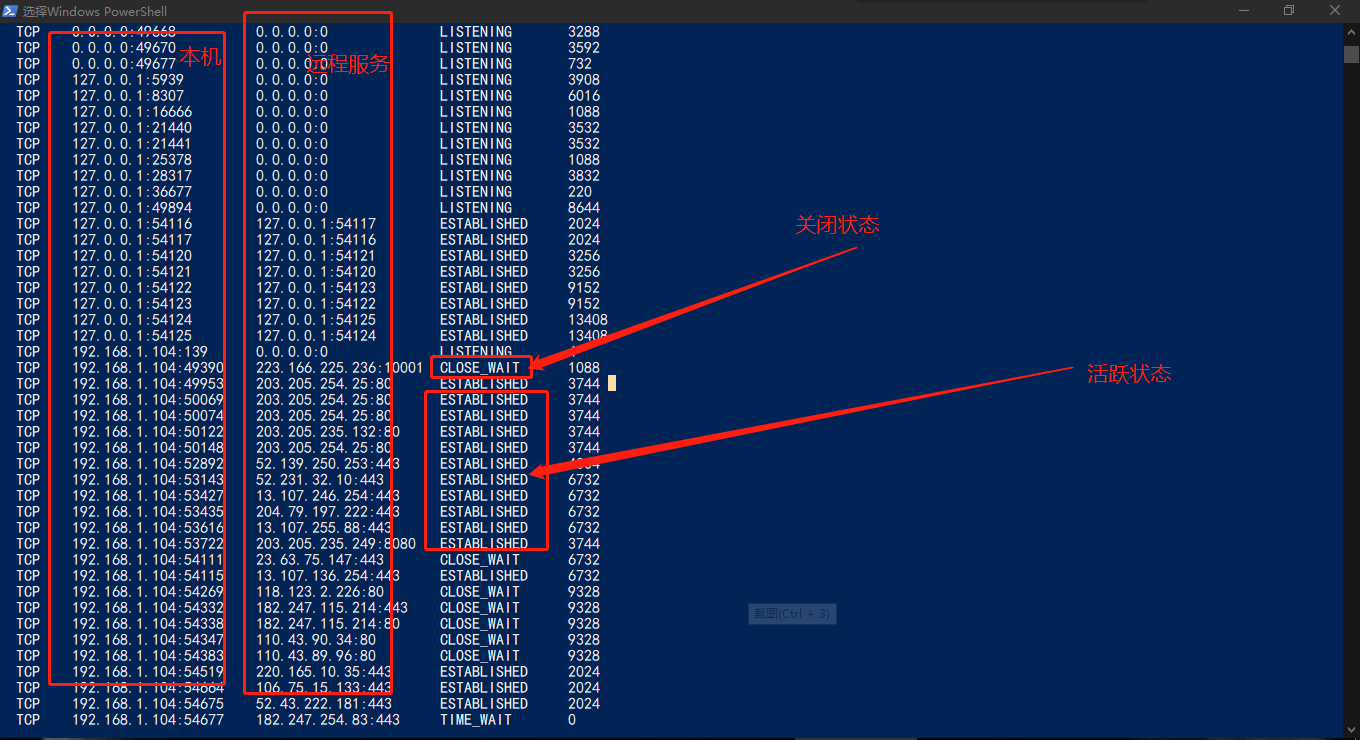 选择Windows PowerShell
TCP 0.0.0.0:49668 0.0.0.0:0 LISTENING 3288
TCP 0.0.0.0:49670 0.0.0.0:0 LISTENING 3592
本机
远程服务
TCP 0.0.0.0:49677 0.0.0.0:0 LISTENING 732
TCP 127.0.0.1:5939 0.0.0.0:0 LISTENING 3908
TCP 127.0.0.1:8307 0.0.0.0:0 LISTENING 6016
TCP 127.0.0.1:16666 0.0.0.0:0 LISTENING 1088
TCP 127.0.0.1:21440 0.0.0.0:0 LISTENING 3532
TCP 127.0.0.1:21441 0.0.0.0:0 LISTENING 3532
TCP 127.0.0.1:25378 0.0.0.0:0 LISTENING 1088
TCP 127.0.0.1:28317 0.0.0.0:0 LISTENING 3832
TCP 127.0.0.1:36677 0.0.0.0:0 LISTENING 220
TCP 127.0.0.1:49894 0.0.0.0:0 LISTENING 8644
TCP 127.0.0.1:54116 127.0.0.1:54117 ESTABLISHED 2024
关闭状态
TCP 127.0.0.1:54117 127.0.0.1:54116 ESTABLISHED 2024
TCP 127.0.0.1:54120 127.0.0.1:54121 ESTABLISHED 3256
TCP 127.0.0.1:54121 127.0.0.1:54120 ESTABLISHED 3256
TCP 127.0.0.1:54122 127.0.0.1:54123 ESTABLISHED 9152
TCP 127.0.0.1:54123 127.0.0.1:54122 ESTABLISHED 9152
TCP 127.0.0.1:54124 127.0.0.1:54125 ESTABLISHED 13408
TCP 127.0.0.1:54125 127.0.0.1:54124 ESTABLISHED 13408
TCP 192.168.1.104:139 0.0.0.0:0 LISTENING
TCP 192.168.1.104:49390 223.166.225.236:10001 CLOSE_WAIT 1088
活跃状态
TCP 192.168.1.104:49953 203.205.254.25:80 ESTABLISHED 3744
TCP 192.168.1.104:50069 203.205.254.25:80 ESTABLISHED 3744
TCP 192.168.1.104:50074 203.205.254.25:80 ESTABLISHED 3744
TCP 192.168.1.104:50122 203.205.235.132:80 ESTABLISHED 3744
TCP 192.168.1.104:50148 203.205.254.25:80 ESTABLISHED 3744
TCP 192.168.1.104:52892 52.139.250.253:443 ESTABLISHED
TCP 192.168.1.104:53143 52.231.32.10:443 ESTABLISHED 6732
TCP 192.168.1.104:53427 13.107.246.254:443 ESTABLISHED 6732
TCP 192.168.1.104:53435 204.79.197.222:443 ESTABLISHED 6732
TCP 192.168.1.104:53616 13.107.255.88:443 ESTABLISHED 6732
TCP 192.168.1.104:53722 203.205.235.249:8080 ESTABLISHED 3744
TCP 192.168.1.104:54111 23.63.75.147:443 CLOSE_WAIT 6732
TCP 192.168.1.104:54115 13.107.136.254:443 ESTABLISHED 6732
TCP 192.168.1.104:54269 118.123.2.226:80 CLOSE_WAIT 9328
TCP 192.168.1.104:54332 182.247.115.214:443 CLOSE_WAIT 9328
截图(Ctrl + 3)
TCP 192.168.1.104:54338 182.247.115.214:80 CLOSE_WAIT 9328
TCP 192.168.1.104:54347 110.43.90.34:80 CLOSE_WAIT 9328
TCP 192.168.1.104:54383 110.43.89.96:80 CLOSE_WAIT 9328
TCP 192.168.1.104:54519 220.165.10.35:443 ESTABLISHED 2024
TCP 192.168.1.104:54664 106.75.15.133:443 ESTABLISHED 2024
TCP 192.168.1.104:54675 52.43.222.181:443 ESTABLISHED 2024
TCP 192.168.1.104:54677 182.247.254.83:443 TIME_WAIT 0